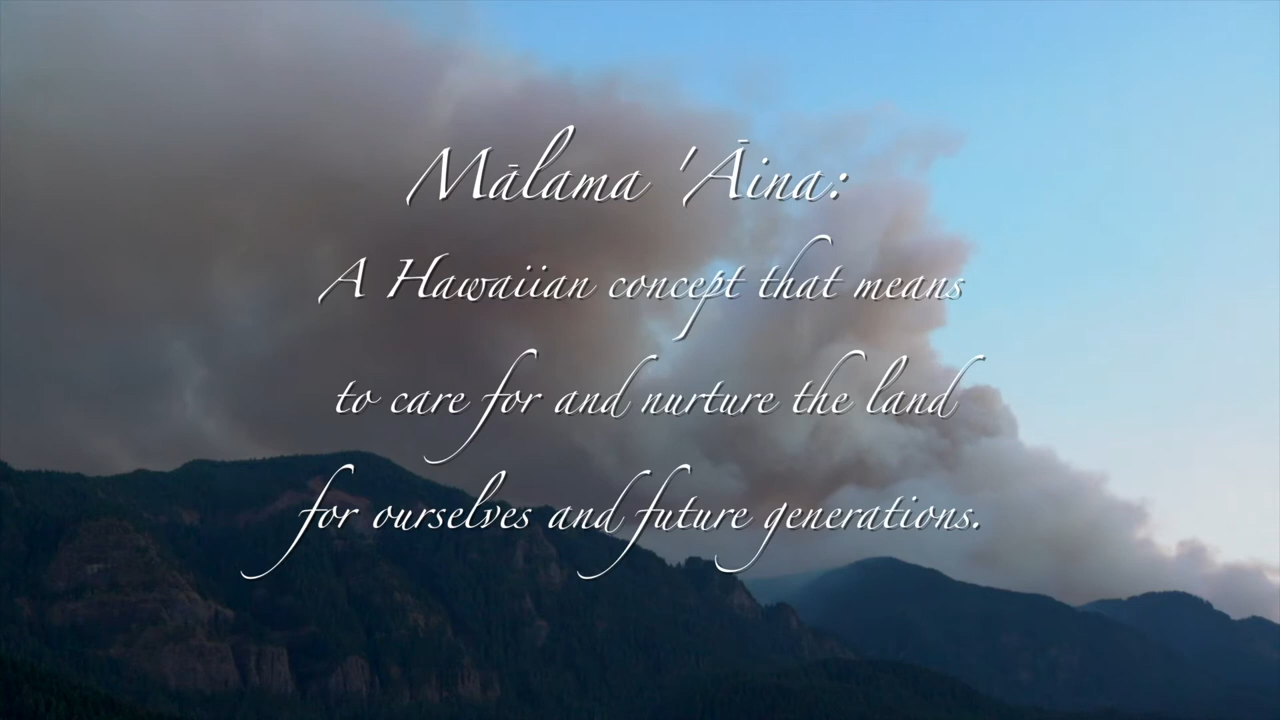 Mālama 'Āina:
A Hawaiian concept that means
to care for and nurture the land
for ourselves and future generations.